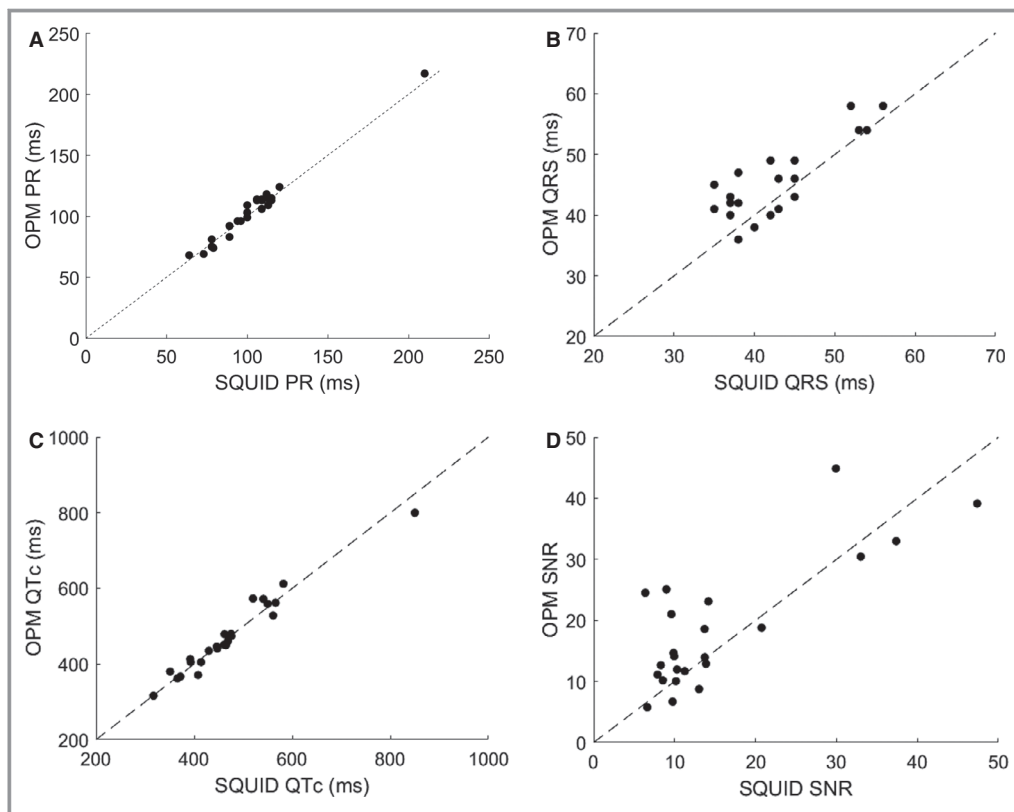 A
250
200
150
100
50
0
OPM PR (ms)
0 50 100 150 200 250
SQUID PR (ms)
B
70
60
50
40
30
20
OPM QRS (ms)
20 30 40 50 60 70
SQUID QRS (ms)
C
1000
800
600
400
200
OPM QTc (ms)
200 400 600 800 1000
SQUID QTc (ms)
D
50
40
30
20
10
0
OPM SNR
0 10 20 30 40 50
SQUID SNR